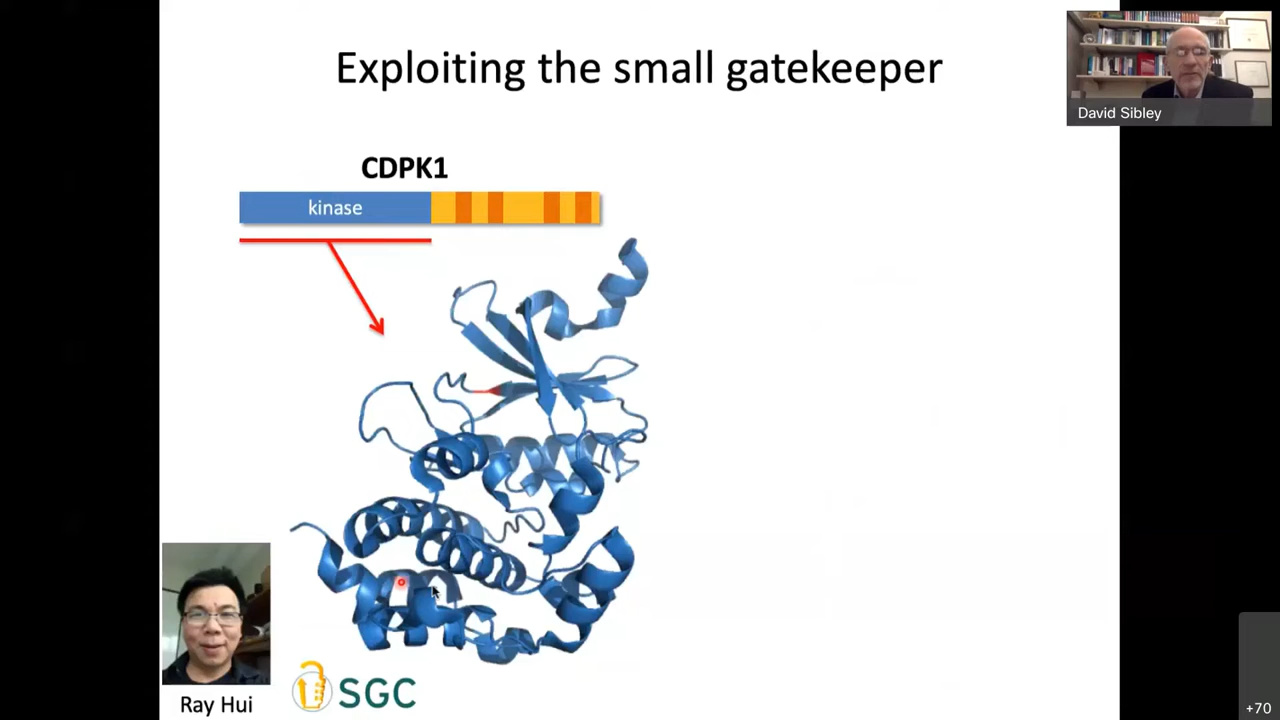 Exploiting the small gatekeeper
David Sibley
CDPK1
kinase
Ray Hui
SGC
+70